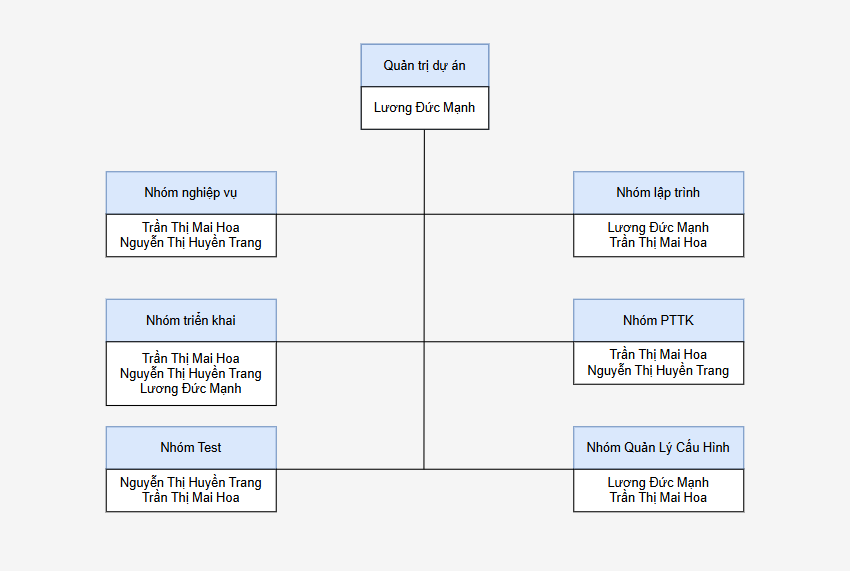 Quản trị dự án
Lương Đức Mạnh
Nhóm nghiệp vụ
Trần Thị Mai Hoa
Nguyễn Thị Huyền Trang
Nhóm lập trình
Lương Đức Mạnh
Trần Thị Mai Hoa
Nhóm triển khai
Trần Thị Mai Hoa
Nguyễn Thị Huyền Trang
Lương Đức Mạnh
Nhóm PTTK
Trần Thị Mai Hoa
Nguyễn Thị Huyền Trang
Nhóm Test
Nguyễn Thị Huyền Trang
Trần Thị Mai Hoa
Nhóm Quản Lý Cấu Hình
Lương Đức Mạnh
Trần Thị Mai Hoa